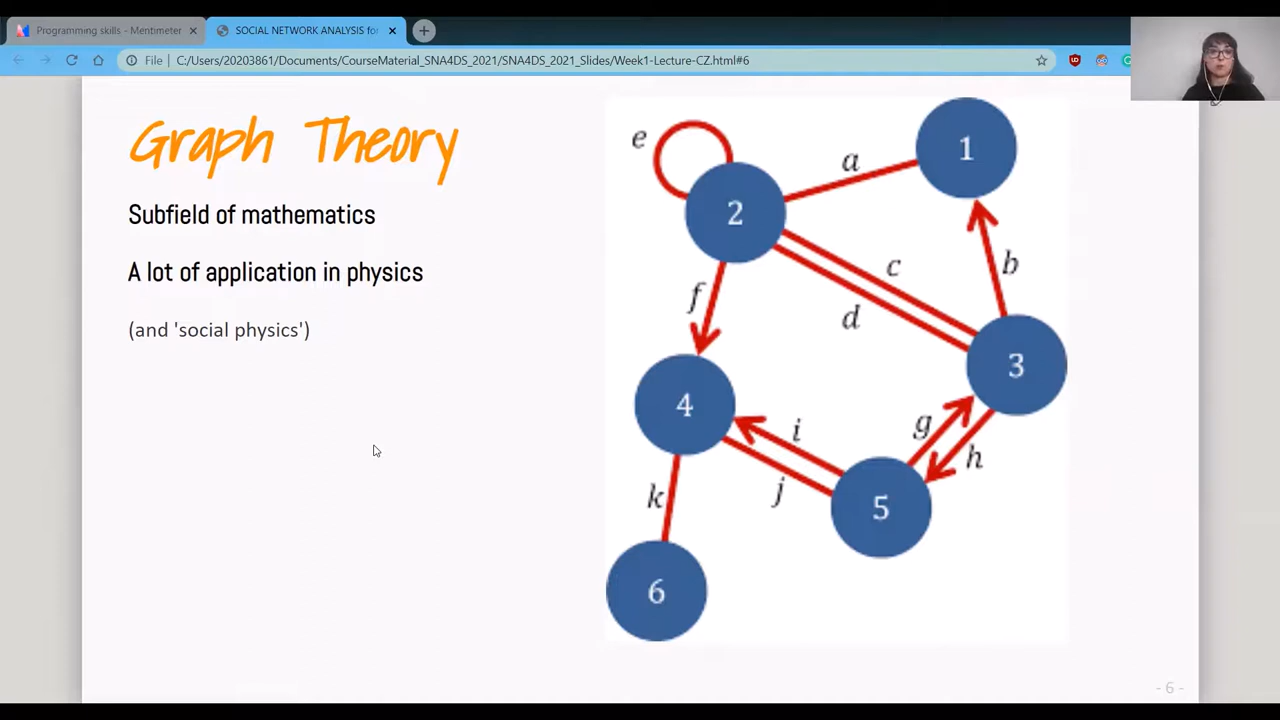 Programming skills - Mentimeter
SOCIAL NETWORK ANALYSIS for
File
C:/Users/20203861/Documents/CourseMaterial_SNA4DS_2021/SNA4DS_2021_Slides/Week1-Lecture-CZ.html#6
Graph Theory
Subfield of mathematics
A lot of application in physics
(and 'social physics')
e
2
a
1
c
d
b
f
3
4
i
g
h
j
k
5
6
- 6 -